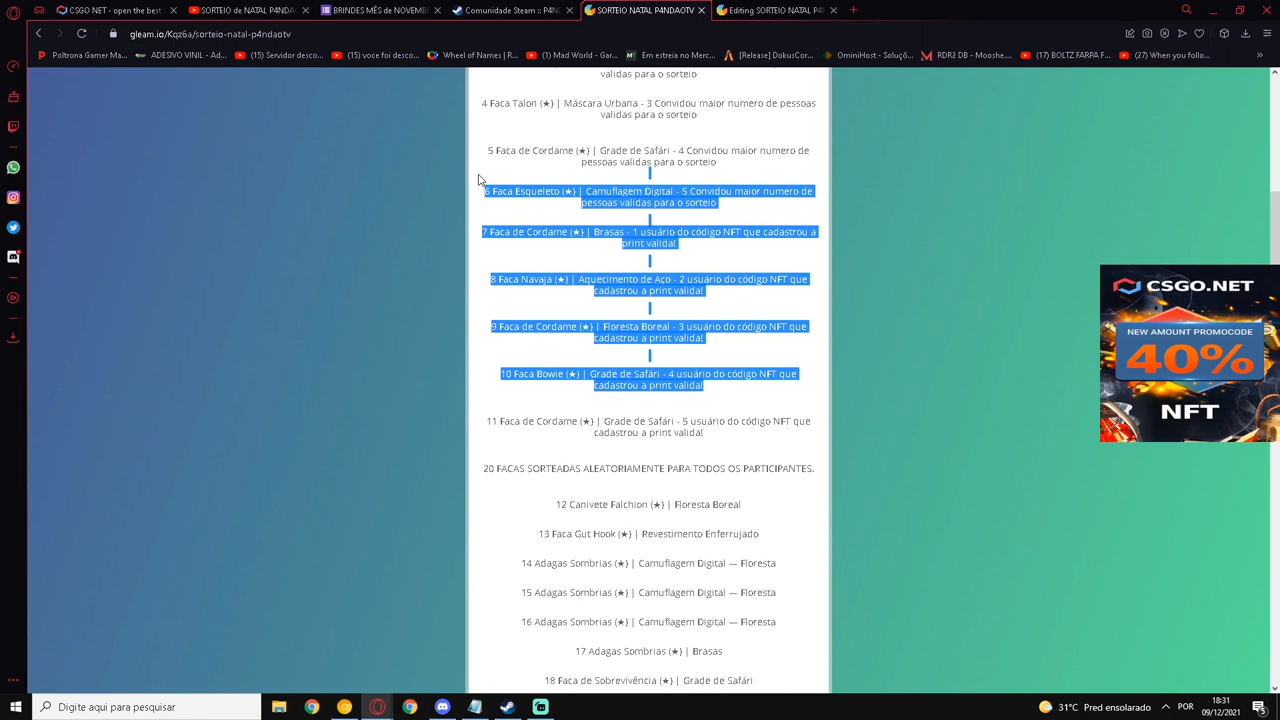 CSGO NET - open the best
SORTEIO de NATAL P4NDA
BRINDES MÊS de NOVEMB
Comunidade Steam :: P4N
SORTEIO NATAL P4NDAOTV
Editing SORTEIO NATAL P4N
gleam.io/Kqz6a/sorteio-natal-p4ndaotv
Poltrona Gamer Ma...
ADESIVO VINIL - Ad...
(15) Servidor desco...
(15) voce foi desco...
Wheel of Names | R...
(1) Mad World - Gar...
Em estreia no Merc...
[Release] DokusCor...
OminiHost - Soluçõ...
RDR2 DB - Mooshe...
(17) BOLTZ FARPA F...
(27) When you follo...
validas para o sorteio
4 Faca Talon (★) | Máscara Urbana - 3 Convidou maior numero de pessoas
validas para o sorteio
5 Faca de Cordame (★) | Grade de Safári - 4 Convidou maior numero de
pessoas validas para o sorteio
6 Faca Esqueleto (★) | Camuflagem Digital - 5 Convidou maior numero de
pessoas validas para o sorteio
7 Faca de Cordame (★) | Brasas - 1 usuário do código NFT que cadastrou a
print valida!
8 Faca Navaja (★) | Aquecimento de Aço - 2 usuário do código NFT que
cadastrou a print valida!
9 Faca de Cordame (★) | Floresta Boreal - 3 usuário do código NFT que
cadastrou a print valida!
10 Faca Bowie (★) | Grade de Safári - 4 usuário do código NFT que
cadastrou a print valida!
11 Faca de Cordame (★) | Grade de Safári - 5 usuário do código NFT que
cadastrou a print valida!
20 FACAS SORTEADAS ALEATORIAMENTE PARA TODOS OS PARTICIPANTES.
12 Canivete Falchion (★) | Floresta Boreal
13 Faca Gut Hook (★) | Revestimento Enferrujado
14 Adagas Sombrias (★) | Camuflagem Digital — Floresta
15 Adagas Sombrias (★) | Camuflagem Digital — Floresta
16 Adagas Sombrias (★) | Camuflagem Digital — Floresta
17 Adagas Sombrias (★) | Brasas
18 Faca de Sobrevivência (★) | Grade de Safári
CSGO.NET
NEW AMOUNT PROMOCODE
40%
NFT
Digite aqui para pesquisar
31°C Pred ensolarado
POR
18:31
09/12/2021